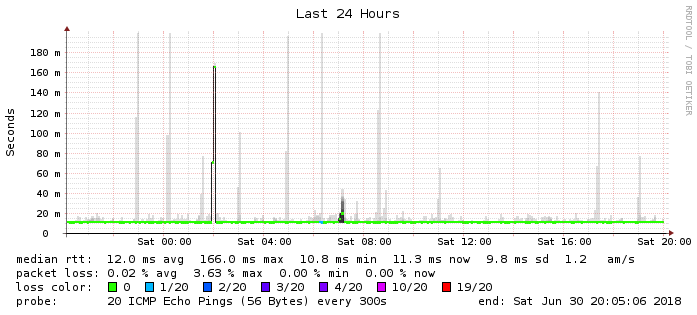 Last 24 Hours
RRDTOOL / TOBI OETIKER
Seconds
180 m
160 m
140 m
120 m
100 m
80 m
60 m
40 m
20 m
0
Sat 00:00 Sat 04:00 Sat 08:00 Sat 12:00 Sat 16:00 Sat 20:00
median rtt: 12.0 ms avg 166.0 ms max 10.8 ms min 11.3 ms now 9.8 ms sd 1.2 am/s
packet loss: 0.02 % avg 3.63 % max 0.00 % min 0.00 % now
loss color: 0 1/20 2/20 3/20 4/20 10/20 19/20
probe: 20 ICMP Echo Pings (56 Bytes) every 300s end: Sat Jun 30 20:05:06 2018